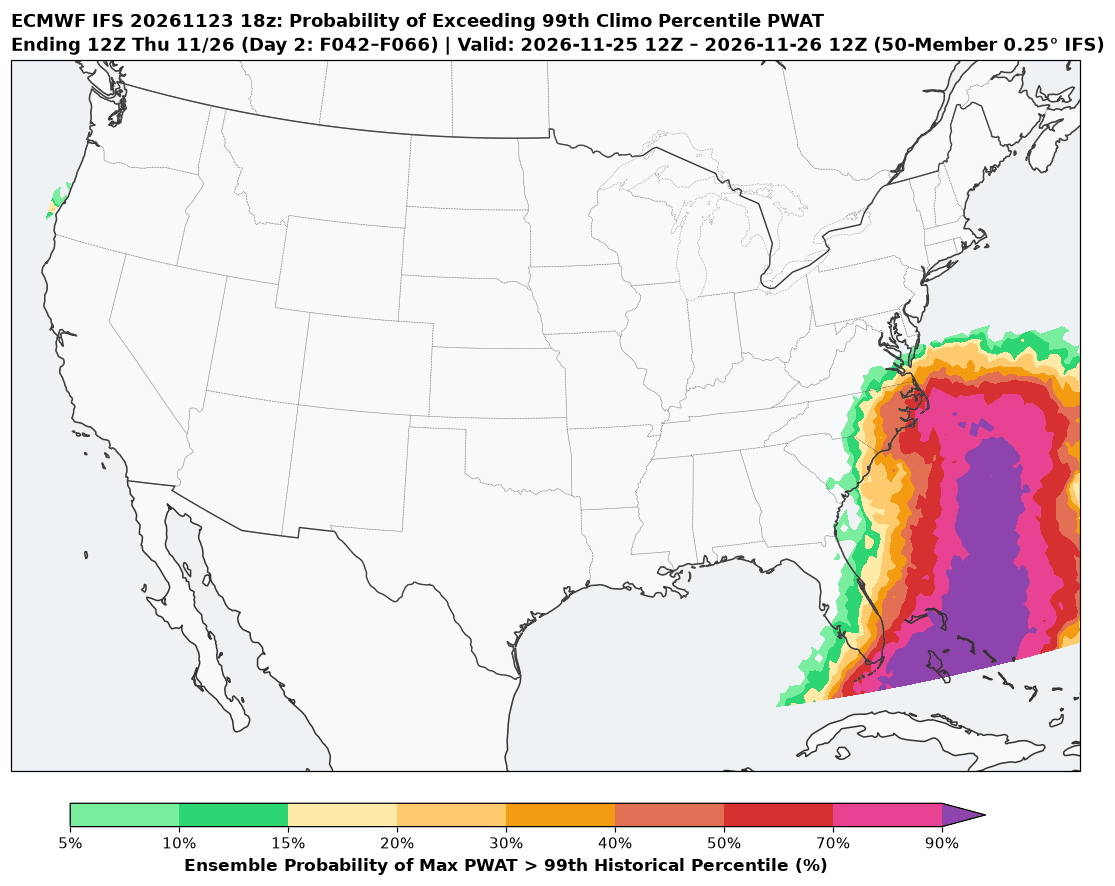 ECMWF IFS 20261123 18z: Probability of Exceeding 99th Climo Percentile PWAT
Ending 12Z Thu 11/26 (Day 2: F042–F066) | Valid: 2026-11-25 12Z – 2026-11-26 12Z (50-Member 0.25° IFS)
5% 10% 15% 20% 30% 40% 50% 70% 90%
Ensemble Probability of Max PWAT > 99th Historical Percentile (%)